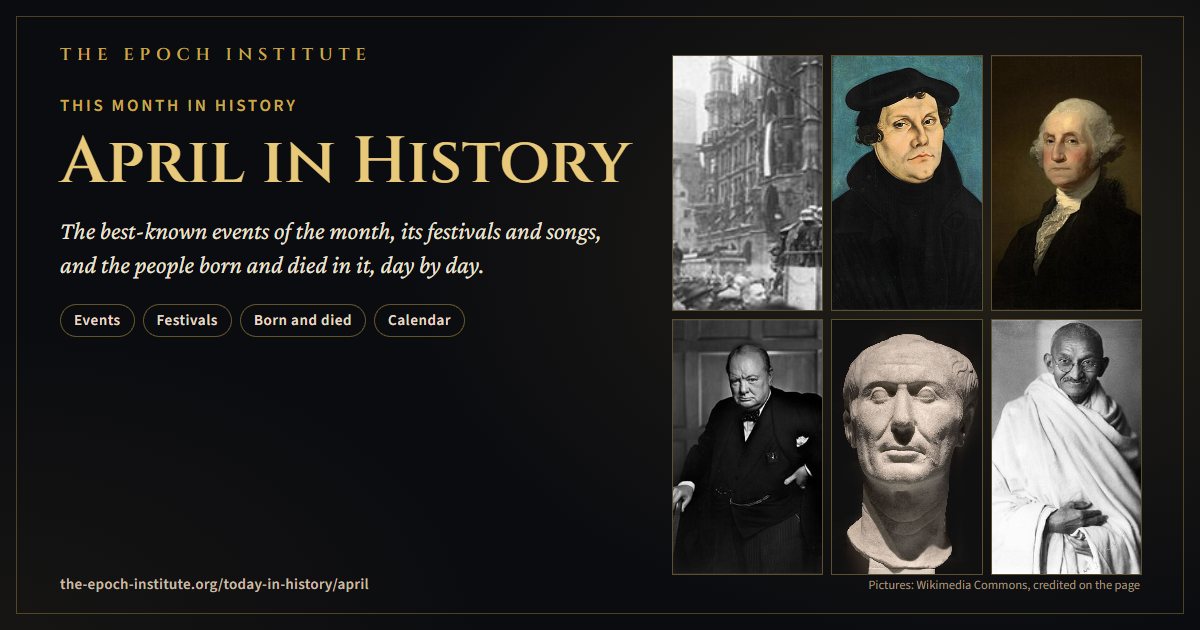 THE EPOCH INSTITUTE
THIS MONTH IN HISTORY
APRIL IN HISTORY
The best-known events of the month, its festivals and songs,
and the people born and died in it, day by day.
Events
Festivals
Born and died
Calendar
the-epoch-institute.org/today-in-history/april
Pictures: Wikimedia Commons, credited on the page